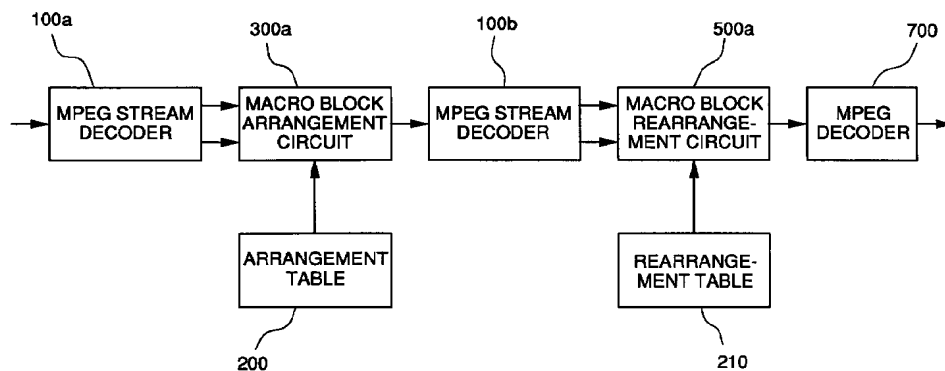 100a
300a
100b
500a
700
MPEG STREAM
DECODER
MACRO BLOCK
ARRANGEMENT
CIRCUIT
MPEG STREAM
DECODER
MACRO BLOCK
REARRANGE-
MENT CIRCUIT
MPEG
DECODER
ARRANGEMENT
TABLE
REARRANGE-
MENT TABLE
200
210